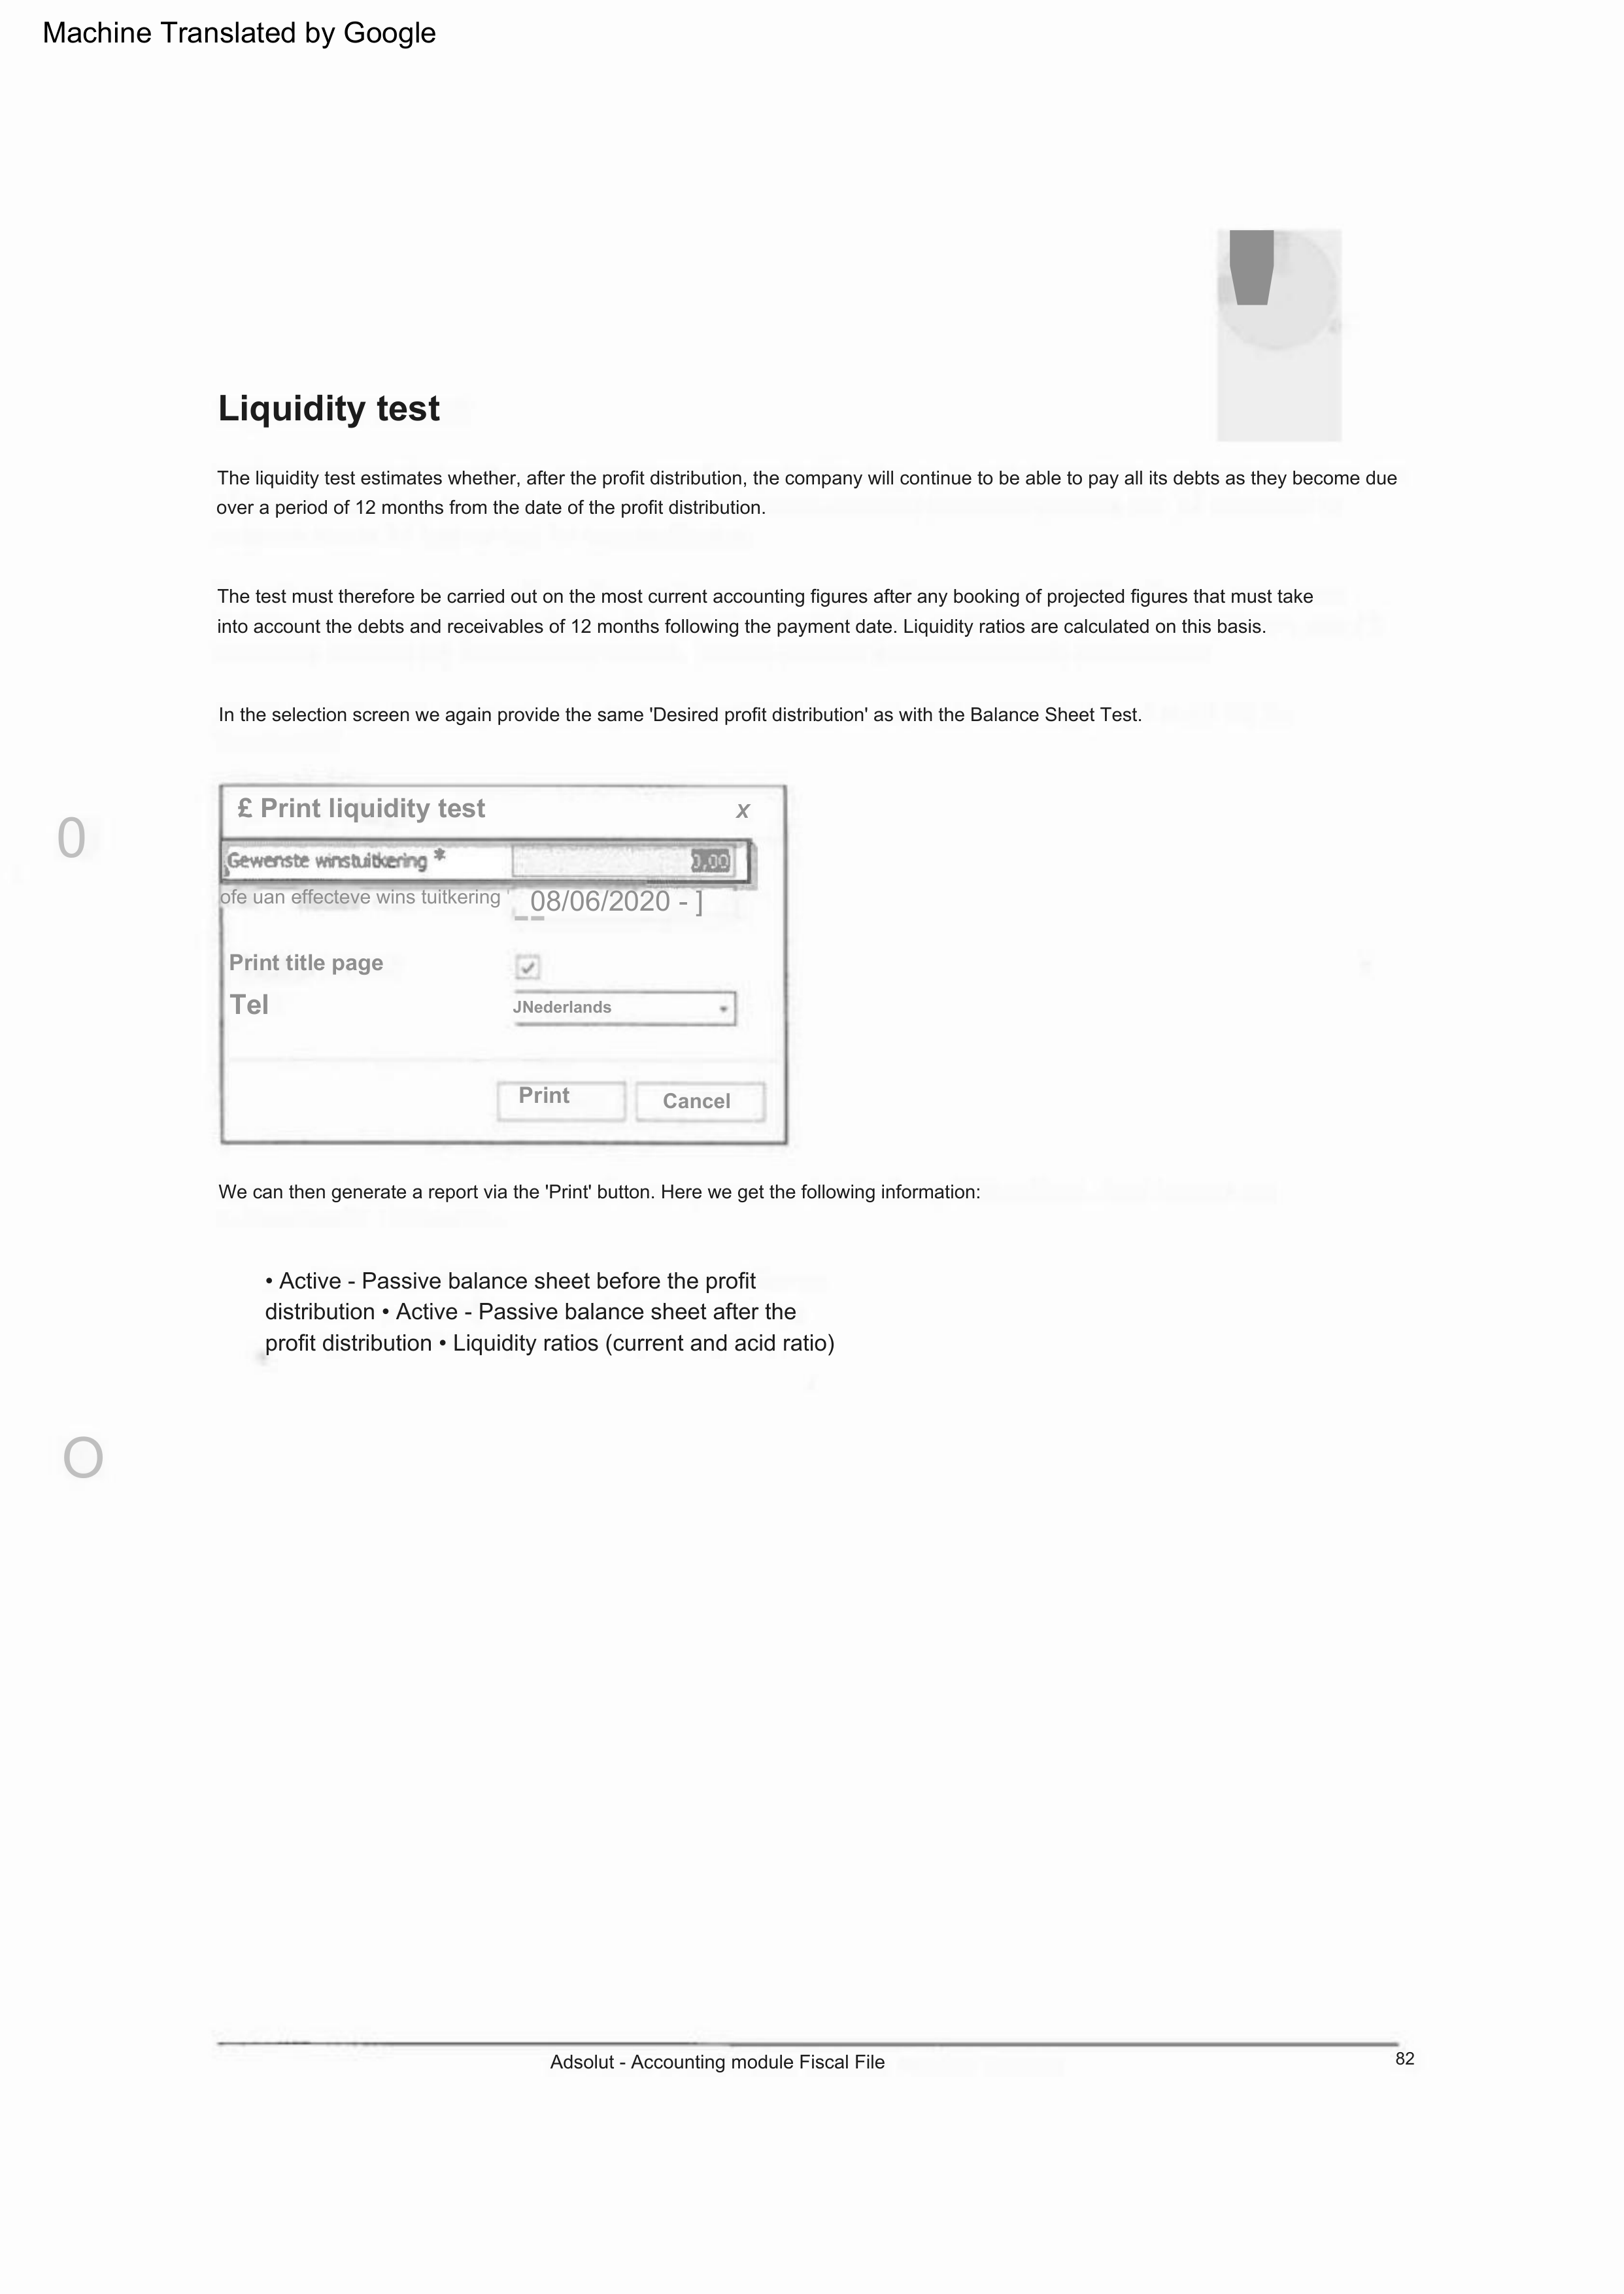 Machine Translated by Google
Liquidity test
The liquidity test estimates whether, after the profit distribution, the company will continue to be able to pay all its debts as they become due
over a period of 12 months from the date of the profit distribution.
The test must therefore be carried out on the most current accounting figures after any booking of projected figures that must take
into account the debts and receivables of 12 months following the payment date. Liquidity ratios are calculated on this basis.
In the selection screen we again provide the same 'Desired profit distribution' as with the Balance Sheet Test.
£ Print liquidity test x
Gewenste winstuitkering * 0,00
ofe uan effecteve wins tuitkering ' 08/06/2020 - ]
Print title page
Tel JNederlands
Print Cancel
We can then generate a report via the 'Print' button. Here we get the following information:
• Active - Passive balance sheet before the profit
distribution • Active - Passive balance sheet after the
profit distribution • Liquidity ratios (current and acid ratio)
0
O
Adsolut - Accounting module Fiscal File 82